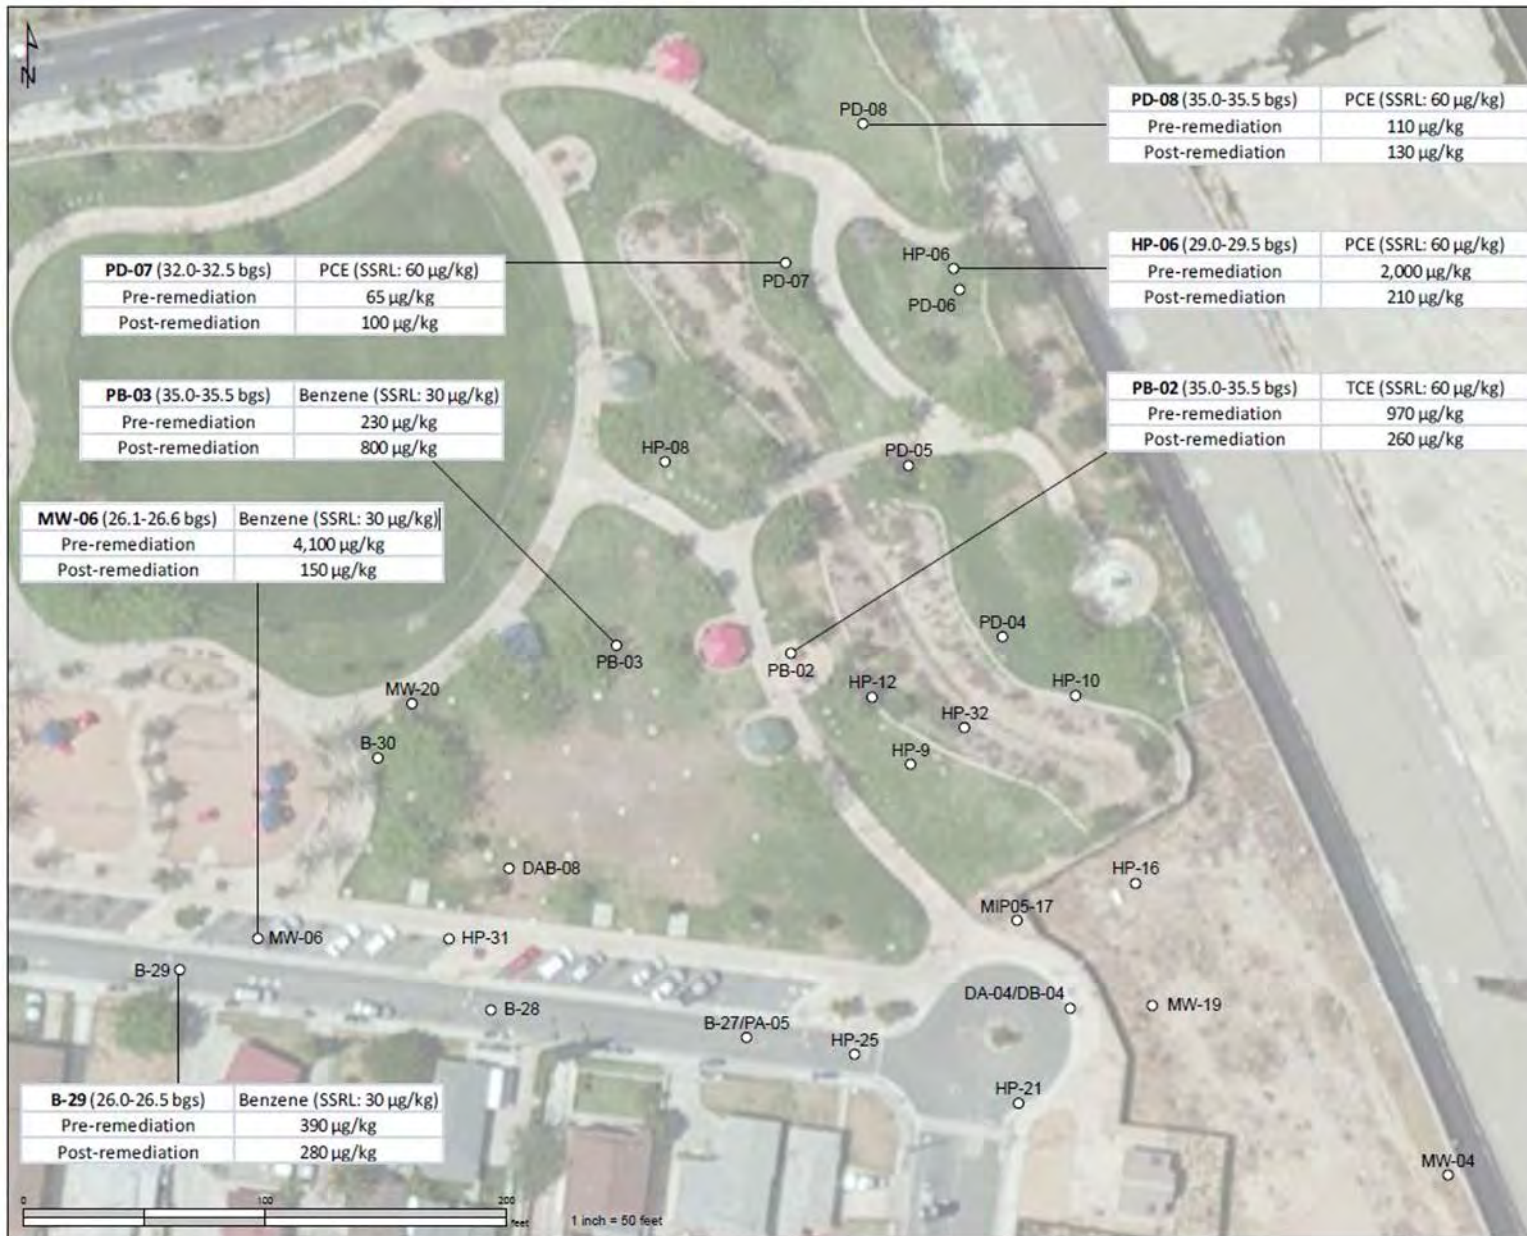 N
PD-08
PD-08 (35.0-35.5 bgs) PCE (SSRL: 60 µg/kg)
Pre-remediation 110 µg/kg
Post-remediation 130 µg/kg
HP-06 (29.0-29.5 bgs) PCE (SSRL: 60 µg/kg)
Pre-remediation 2,000 µg/kg
Post-remediation 210 µg/kg
PD-07 (32.0-32.5 bgs) PCE (SSRL: 60 µg/kg)
Pre-remediation 65 µg/kg
Post-remediation 100 µg/kg
PD-07
HP-06
PD-06
PB-03 (35.0-35.5 bgs) Benzene (SSRL: 30 µg/kg)
Pre-remediation 230 µg/kg
Post-remediation 800 µg/kg
PB-02 (35.0-35.5 bgs) TCE (SSRL: 60 µg/kg)
Pre-remediation 970 µg/kg
Post-remediation 260 µg/kg
HP-08
PD-05
MW-06 (26.1-26.6 bgs) Benzene (SSRL: 30 µg/kg)
Pre-remediation 4,100 µg/kg
Post-remediation 150 µg/kg
PD-04
PB-03
PB-02
MW-20
HP-12
HP-10
HP-32
B-30
HP-9
DAB-08
HP-16
MIP05-17
MW-06
HP-31
B-29
B-28
DA-04/DB-04
MW-19
B-27/PA-05
HP-25
HP-21
B-29 (26.0-26.5 bgs) Benzene (SSRL: 30 µg/kg)
Pre-remediation 390 µg/kg
Post-remediation 280 µg/kg
MW-04
0 100 200
feet
1 inch = 50 feet